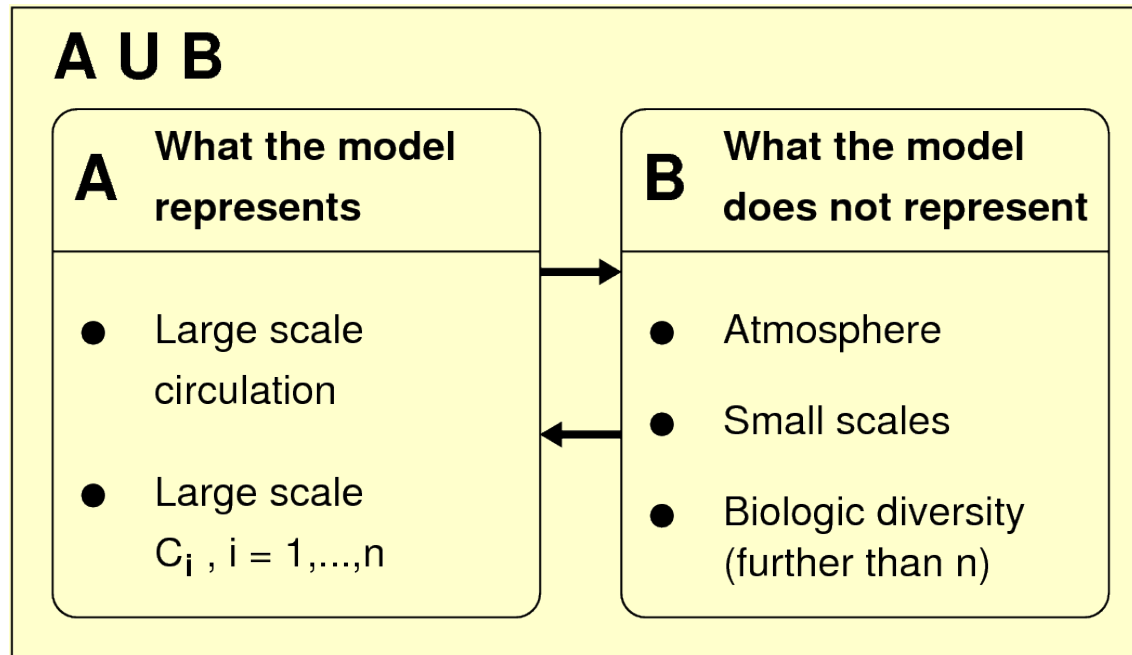 A U B
A
What the model
represents
● Large scale
circulation
● Large scale
C_i , i = 1,...,n
B
What the model
does not represent
● Atmosphere
● Small scales
● Biologic diversity
(further than n)